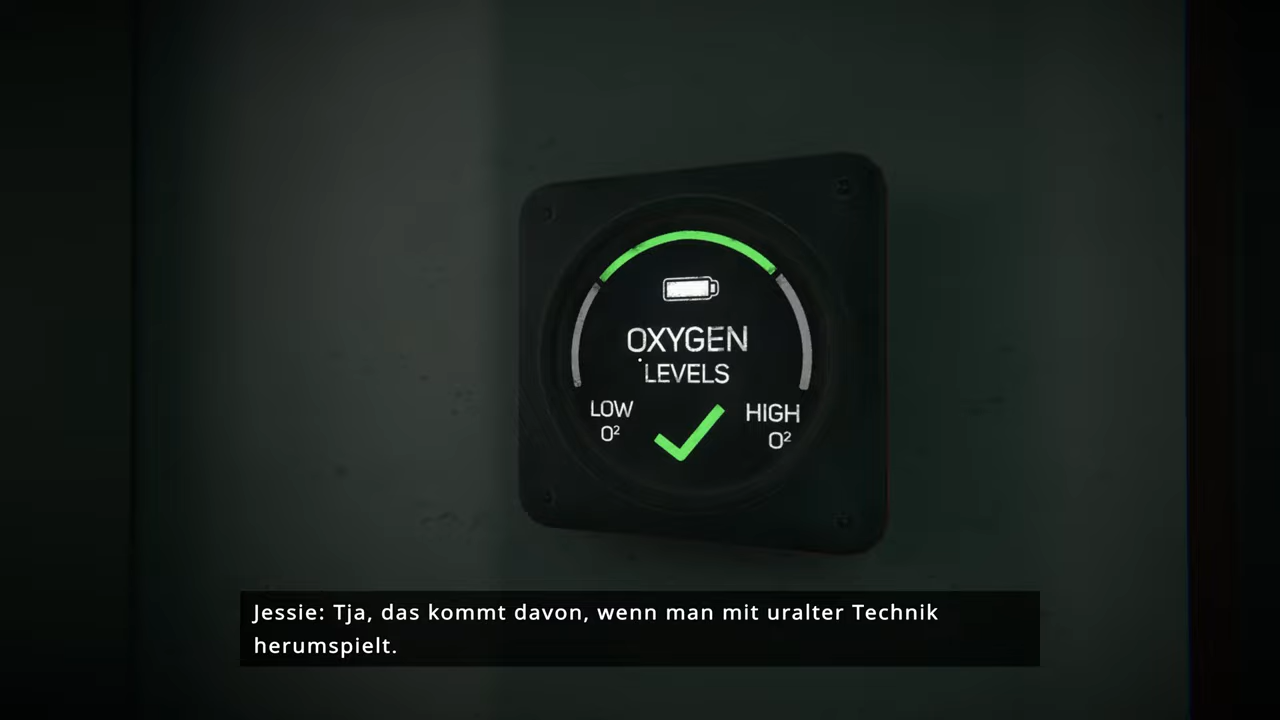 OXYGEN
LEVELS
LOW
O²
HIGH
O²
Jessie: Tja, das kommt davon, wenn man mit uralter Technik
herumspielt.